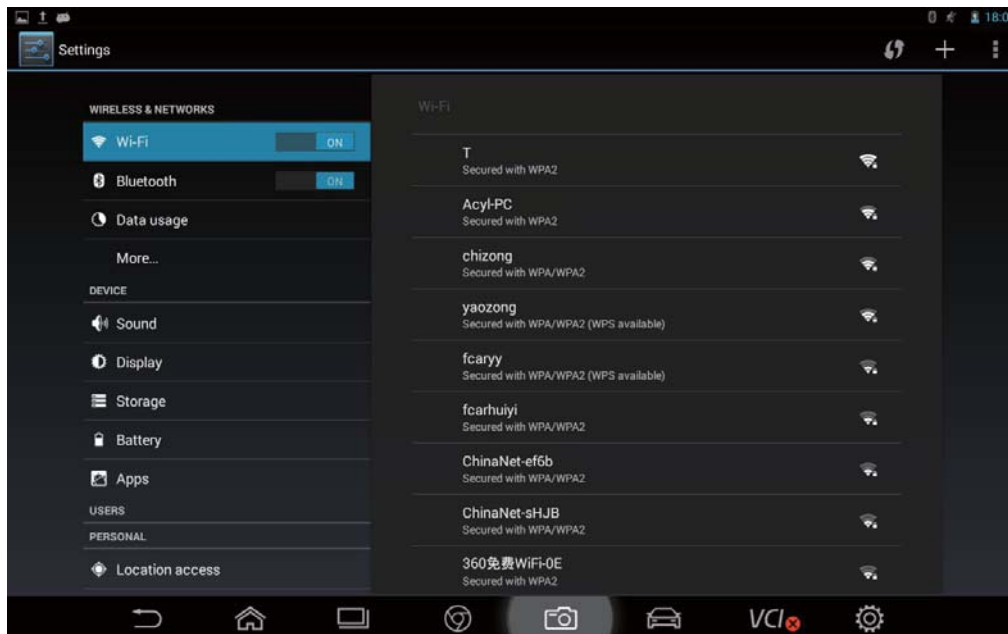 18:0
Settings
WIRELESS & NETWORKS
Wi-Fi
ON
Bluetooth
ON
Data usage
More...
DEVICE
Sound
Display
Storage
Battery
Apps
USERS
PERSONAL
Location access
Wi-Fi
T
Secured with WPA2
Acyl-PC
Secured with WPA2
chizong
Secured with WPA/WPA2
yaozong
Secured with WPA/WPA2 (WPS available)
fcaryy
Secured with WPA/WPA2 (WPS available)
fcarhuiyi
Secured with WPA/WPA2
ChinaNet-ef6b
Secured with WPA/WPA2
ChinaNet-sHJB
Secured with WPA/WPA2
360免费WiFi-0E
Secured with WPA2
VCI